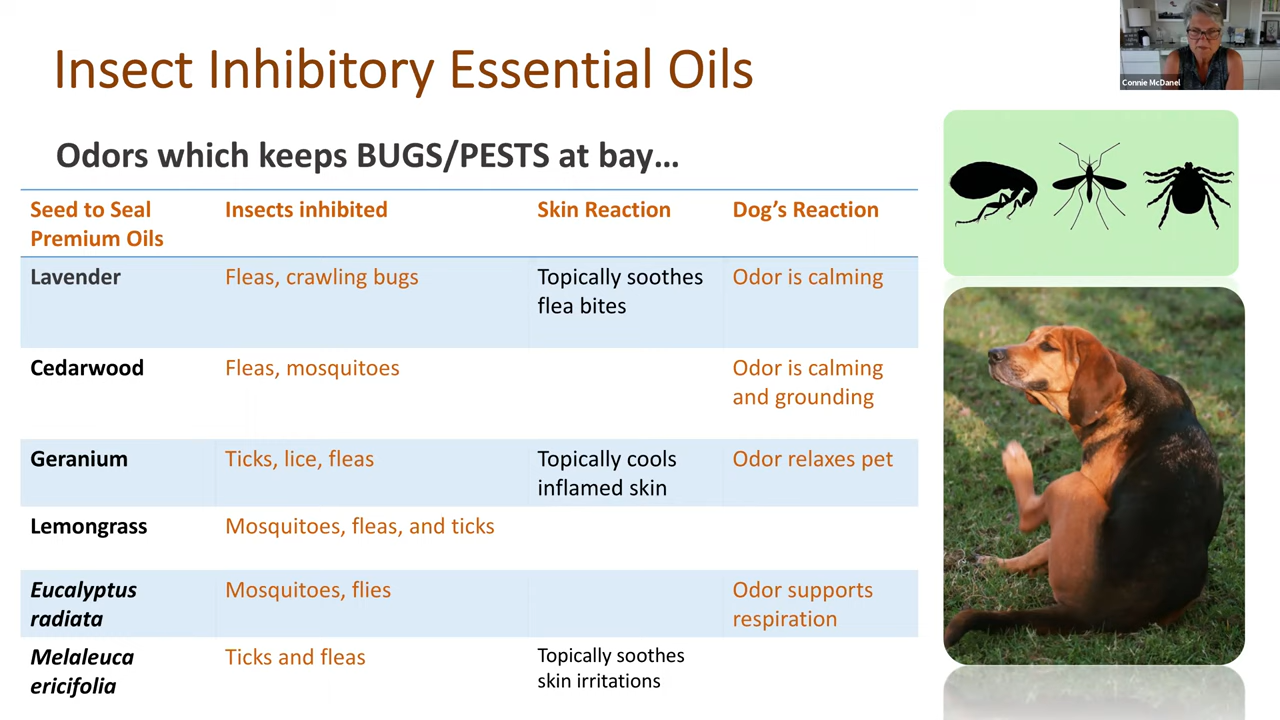 Insect Inhibitory Essential Oils
Connie McDanel
Odors which keeps BUGS/PESTS at bay...
Seed to Seal Premium Oils
Insects inhibited
Skin Reaction
Dog's Reaction
Lavender
Fleas, crawling bugs
Topically soothes
flea bites
Odor is calming
Cedarwood
Fleas, mosquitoes
Odor is calming
and grounding
Geranium
Ticks, lice, fleas
Topically cools
inflamed skin
Odor relaxes pet
Lemongrass
Mosquitoes, fleas, and ticks
Eucalyptus
radiata
Mosquitoes, flies
Odor supports
respiration
Melaleuca
ericifolia
Ticks and fleas
Topically soothes
skin irritations